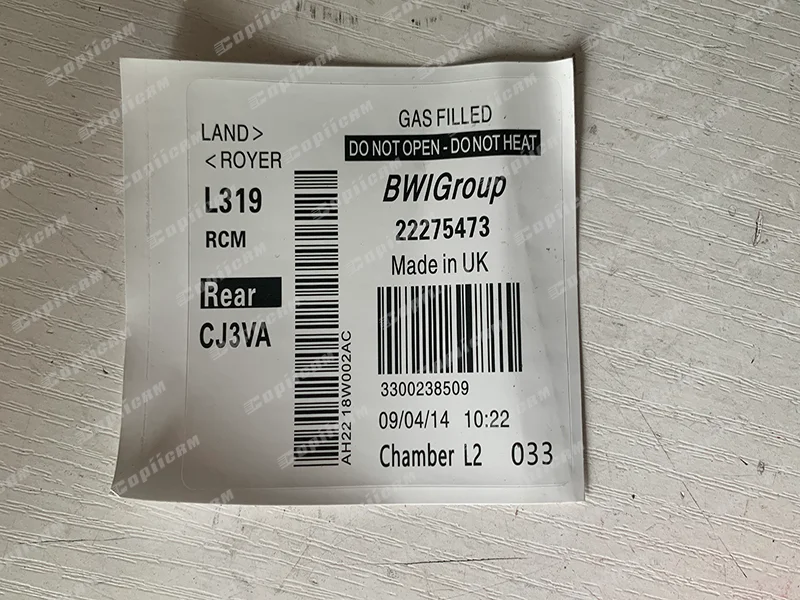 LAND>
<ROYER
L319
RCM
Rear
CJ3VA
AH22 18W002AC
GAS FILLED
DO NOT OPEN - DO NOT HEAT
BWIGroup
22275473
Made in UK
3300238509
09/04/14 10:22
Chamber L2 033
Copiicam